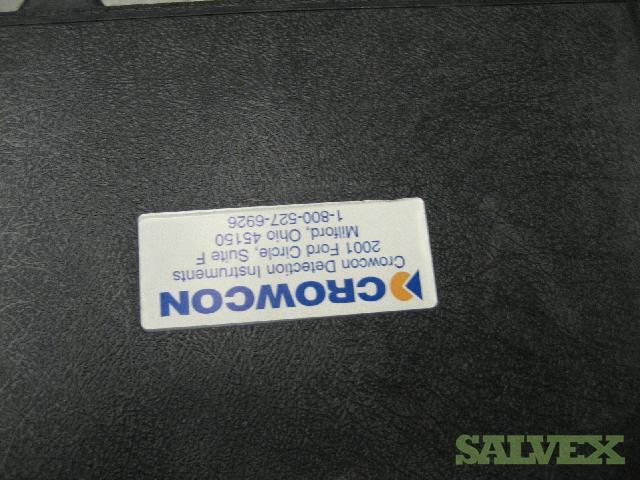 CROWCON
Crowcon Detection Instruments
2001 Ford Circle, Suite F
Milford, Ohio 45150
1-800-527-6926
SALVEX